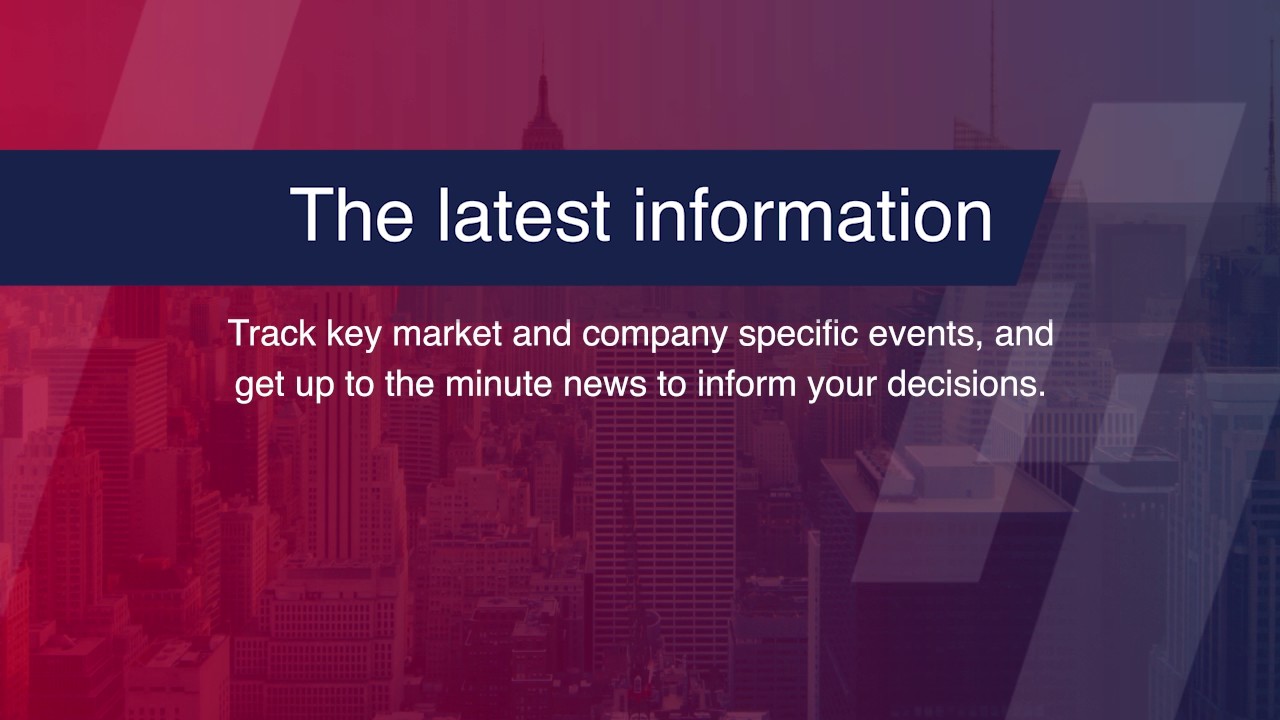 The latest information
Track key market and company specific events, and
get up to the minute news to inform your decisions.